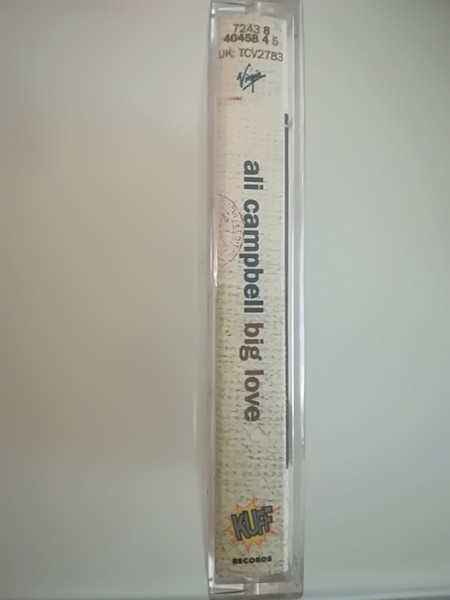 7243 8
40458 4 5
UK: TCV2783
Virgin
ali campbell big love
KUFF
RECORDS